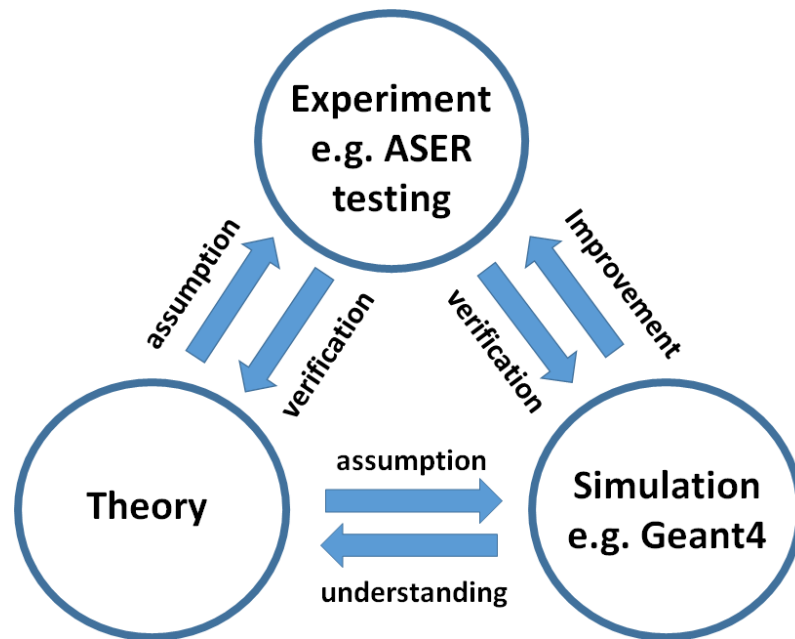 Experiment
e.g. ASER
testing
assumption
verification
verification
Improvement
Theory
assumption
understanding
Simulation
e.g. Geant4